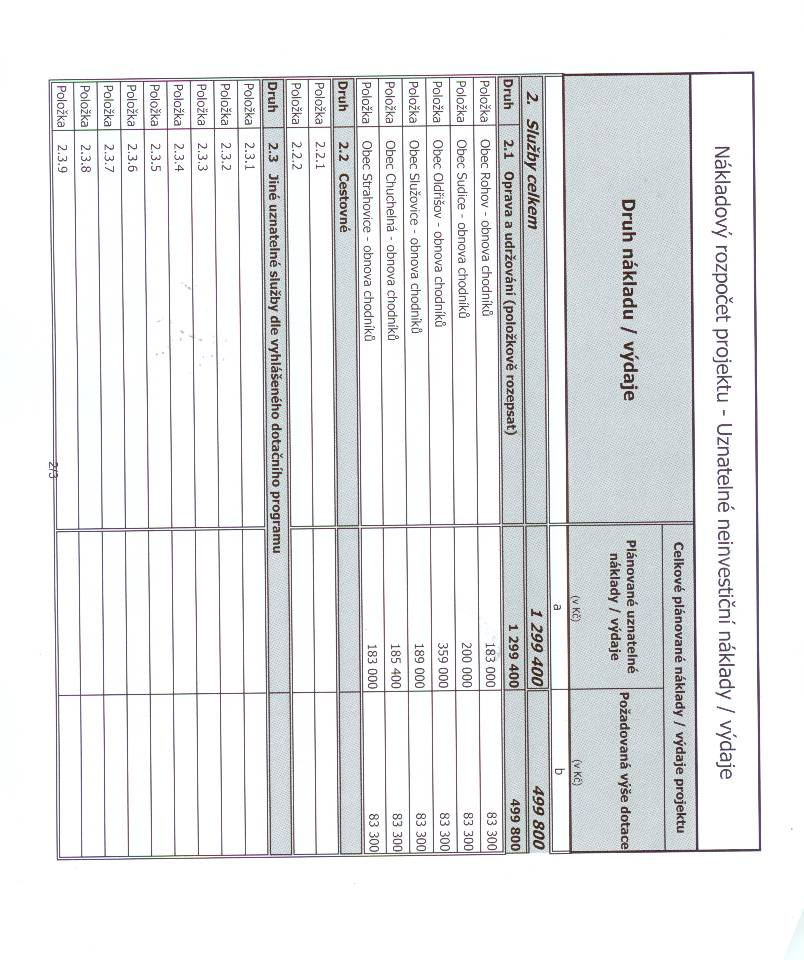 Nákladový rozpočet projektu - Uznatelné neinvestiční náklady / výdaje
Druh nákladu / výdaje
Celkové plánované náklady / výdaje projektu
Plánované uznatelné náklady / výdaje
(v Kč)
Požadovaná výše dotace
(v Kč)
a b
2. Služby celkem 1 299 400 499 800
Druh 2.1 Oprava a udržování (položkově rozepsat) 1 299 400 499 800
Položka Obec Rohov - obnova chodníků 183 000 83 300
Položka Obec Sudice - obnova chodníků 200 000 83 300
Položka Obec Oldřišov - obnova chodníků 359 000 83 300
Položka Obec Služovice - obnova chodníků 189 000 83 300
Položka Obec Chuchelná - obnova chodníků 185 400 83 300
Položka Obec Strahovice - obnova chodníků 183 000 83 300
Druh 2.2 Cestovné
Položka 2.2.1
Položka 2.2.2
Druh 2.3 Jiné uznatelné služby dle vyhlášeného dotačního programu
Položka 2.3.1
Položka 2.3.2
Položka 2.3.3
Položka 2.3.4
Položka 2.3.5
Položka 2.3.6
Položka 2.3.7
Položka 2.3.8
Položka 2.3.9
2/3